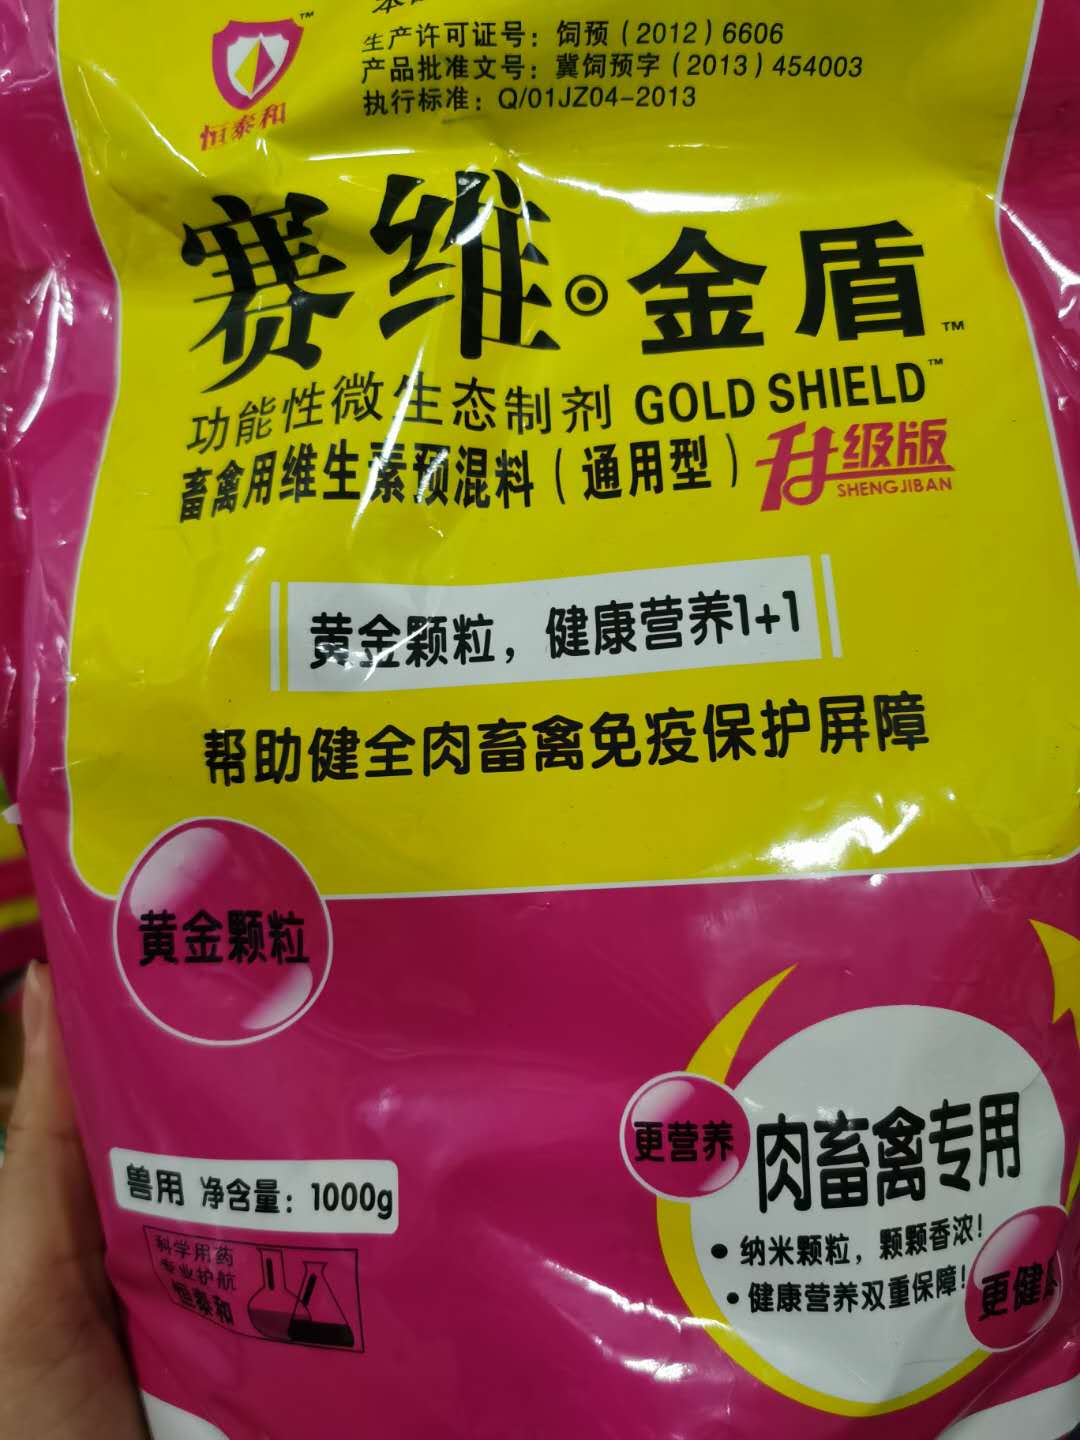 生产许可证号：饲预（2012）6606
产品批准文号：冀饲预字（2013）454003
执行标准：Q/01JZ04-2013
TM
恒泰和
赛维◎金盾TM
功能性微生态制剂 GOLD SHIELD™
畜禽用维生素预混料（通用型）升级版
SHENGJIBAN
黄金颗粒，健康营养1+1
帮助健全肉畜禽免疫保护屏障
黄金颗粒
更营养
肉畜禽专用
• 纳米颗粒，颗颗香浓！
• 健康营养双重保障！
更健
兽用 净含量：1000g
科学用药
专业护航
恒泰和